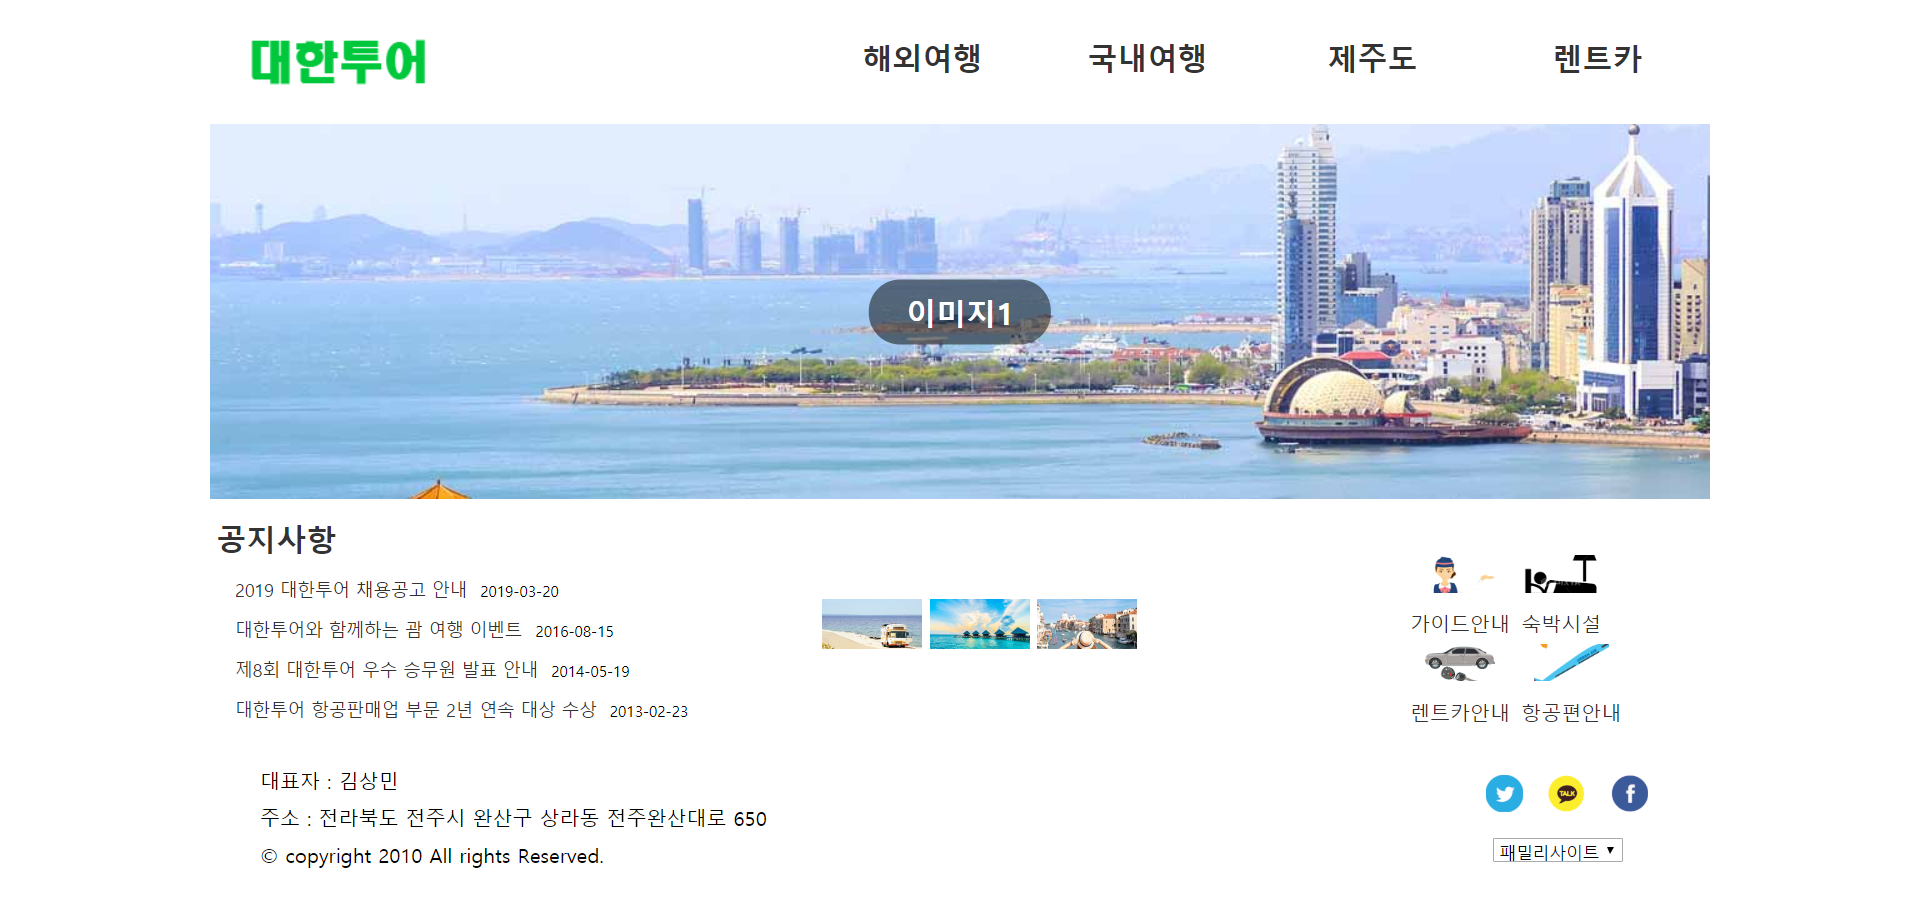 대한투어
해외여행 국내여행 제주도 렌트카
이미지1
공지사항
2019 대한투어 채용공고 안내 2019-03-20
대한투어와 함께하는 괌 여행 이벤트 2016-08-15
제8회 대한투어 우수 승무원 발표 안내 2014-05-19
대한투어 항공판매업 부문 2년 연속 대상 수상 2013-02-23
가이드안내 숙박시설
렌트카안내 항공편안내
대표자 : 김상민
주소 : 전라북도 전주시 완산구 상라동 전주완산대로 650
© copyright 2010 All rights Reserved.
TALK
패밀리사이트